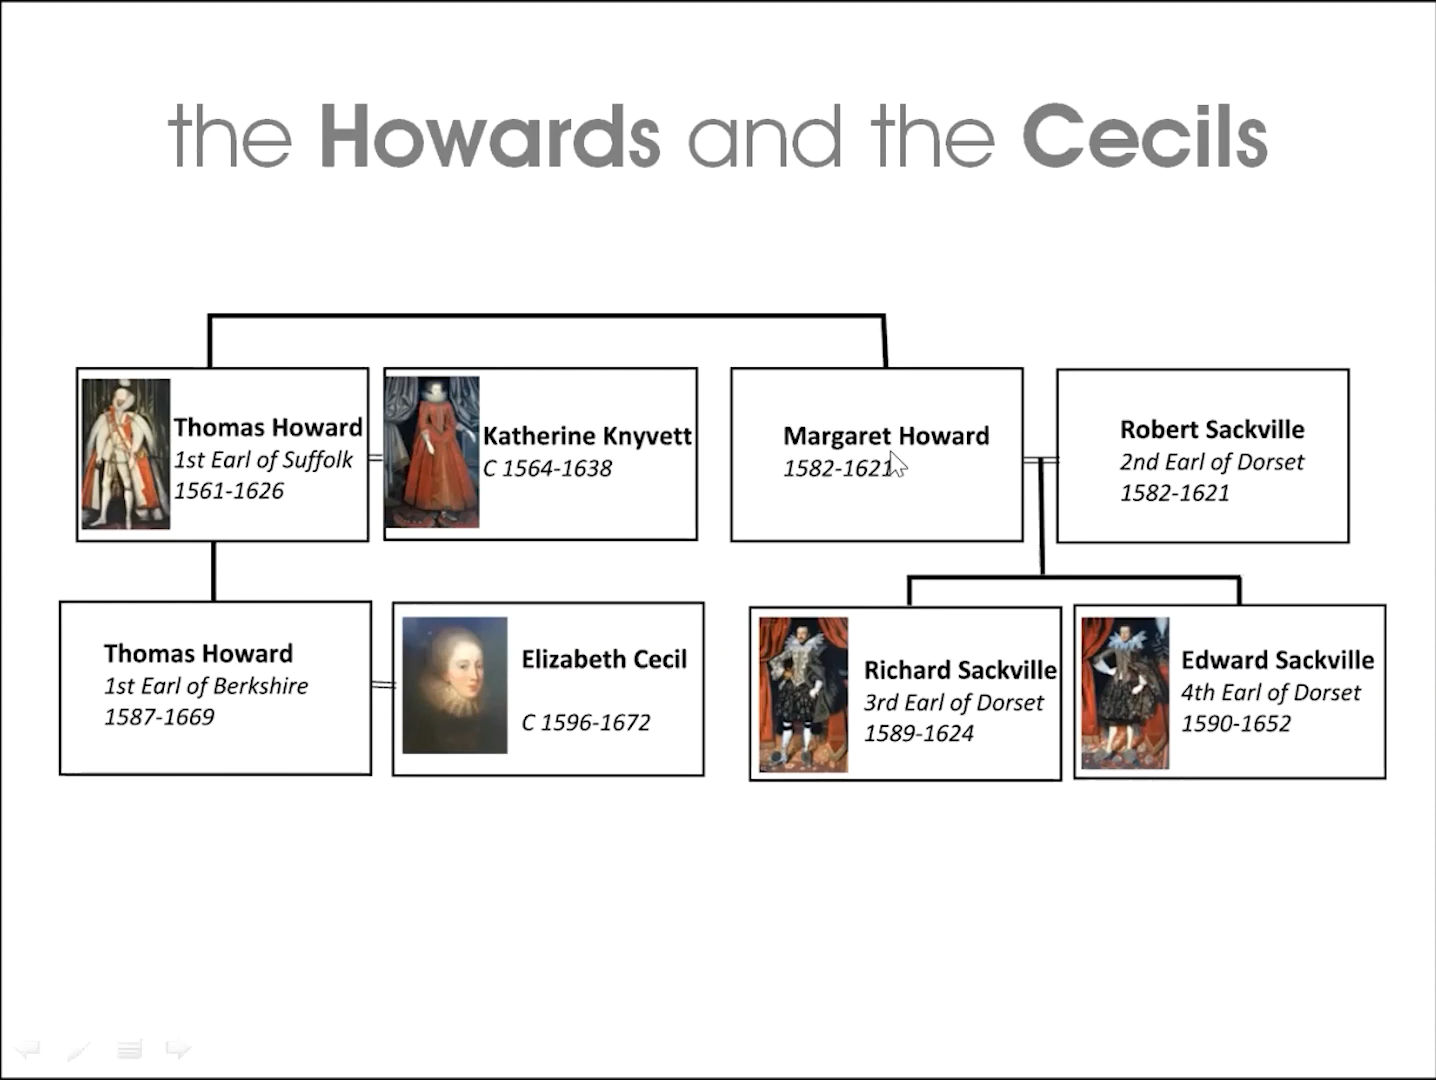 the Howards and the Cecils
Thomas Howard
1st Earl of Suffolk
1561-1626
Katherine Knyvett
C 1564-1638
Margaret Howard
1582-1621
Robert Sackville
2nd Earl of Dorset
1582-1621
Thomas Howard
1st Earl of Berkshire
1587-1669
Elizabeth Cecil
C 1596-1672
Richard Sackville
3rd Earl of Dorset
1589-1624
Edward Sackville
4th Earl of Dorset
1590-1652